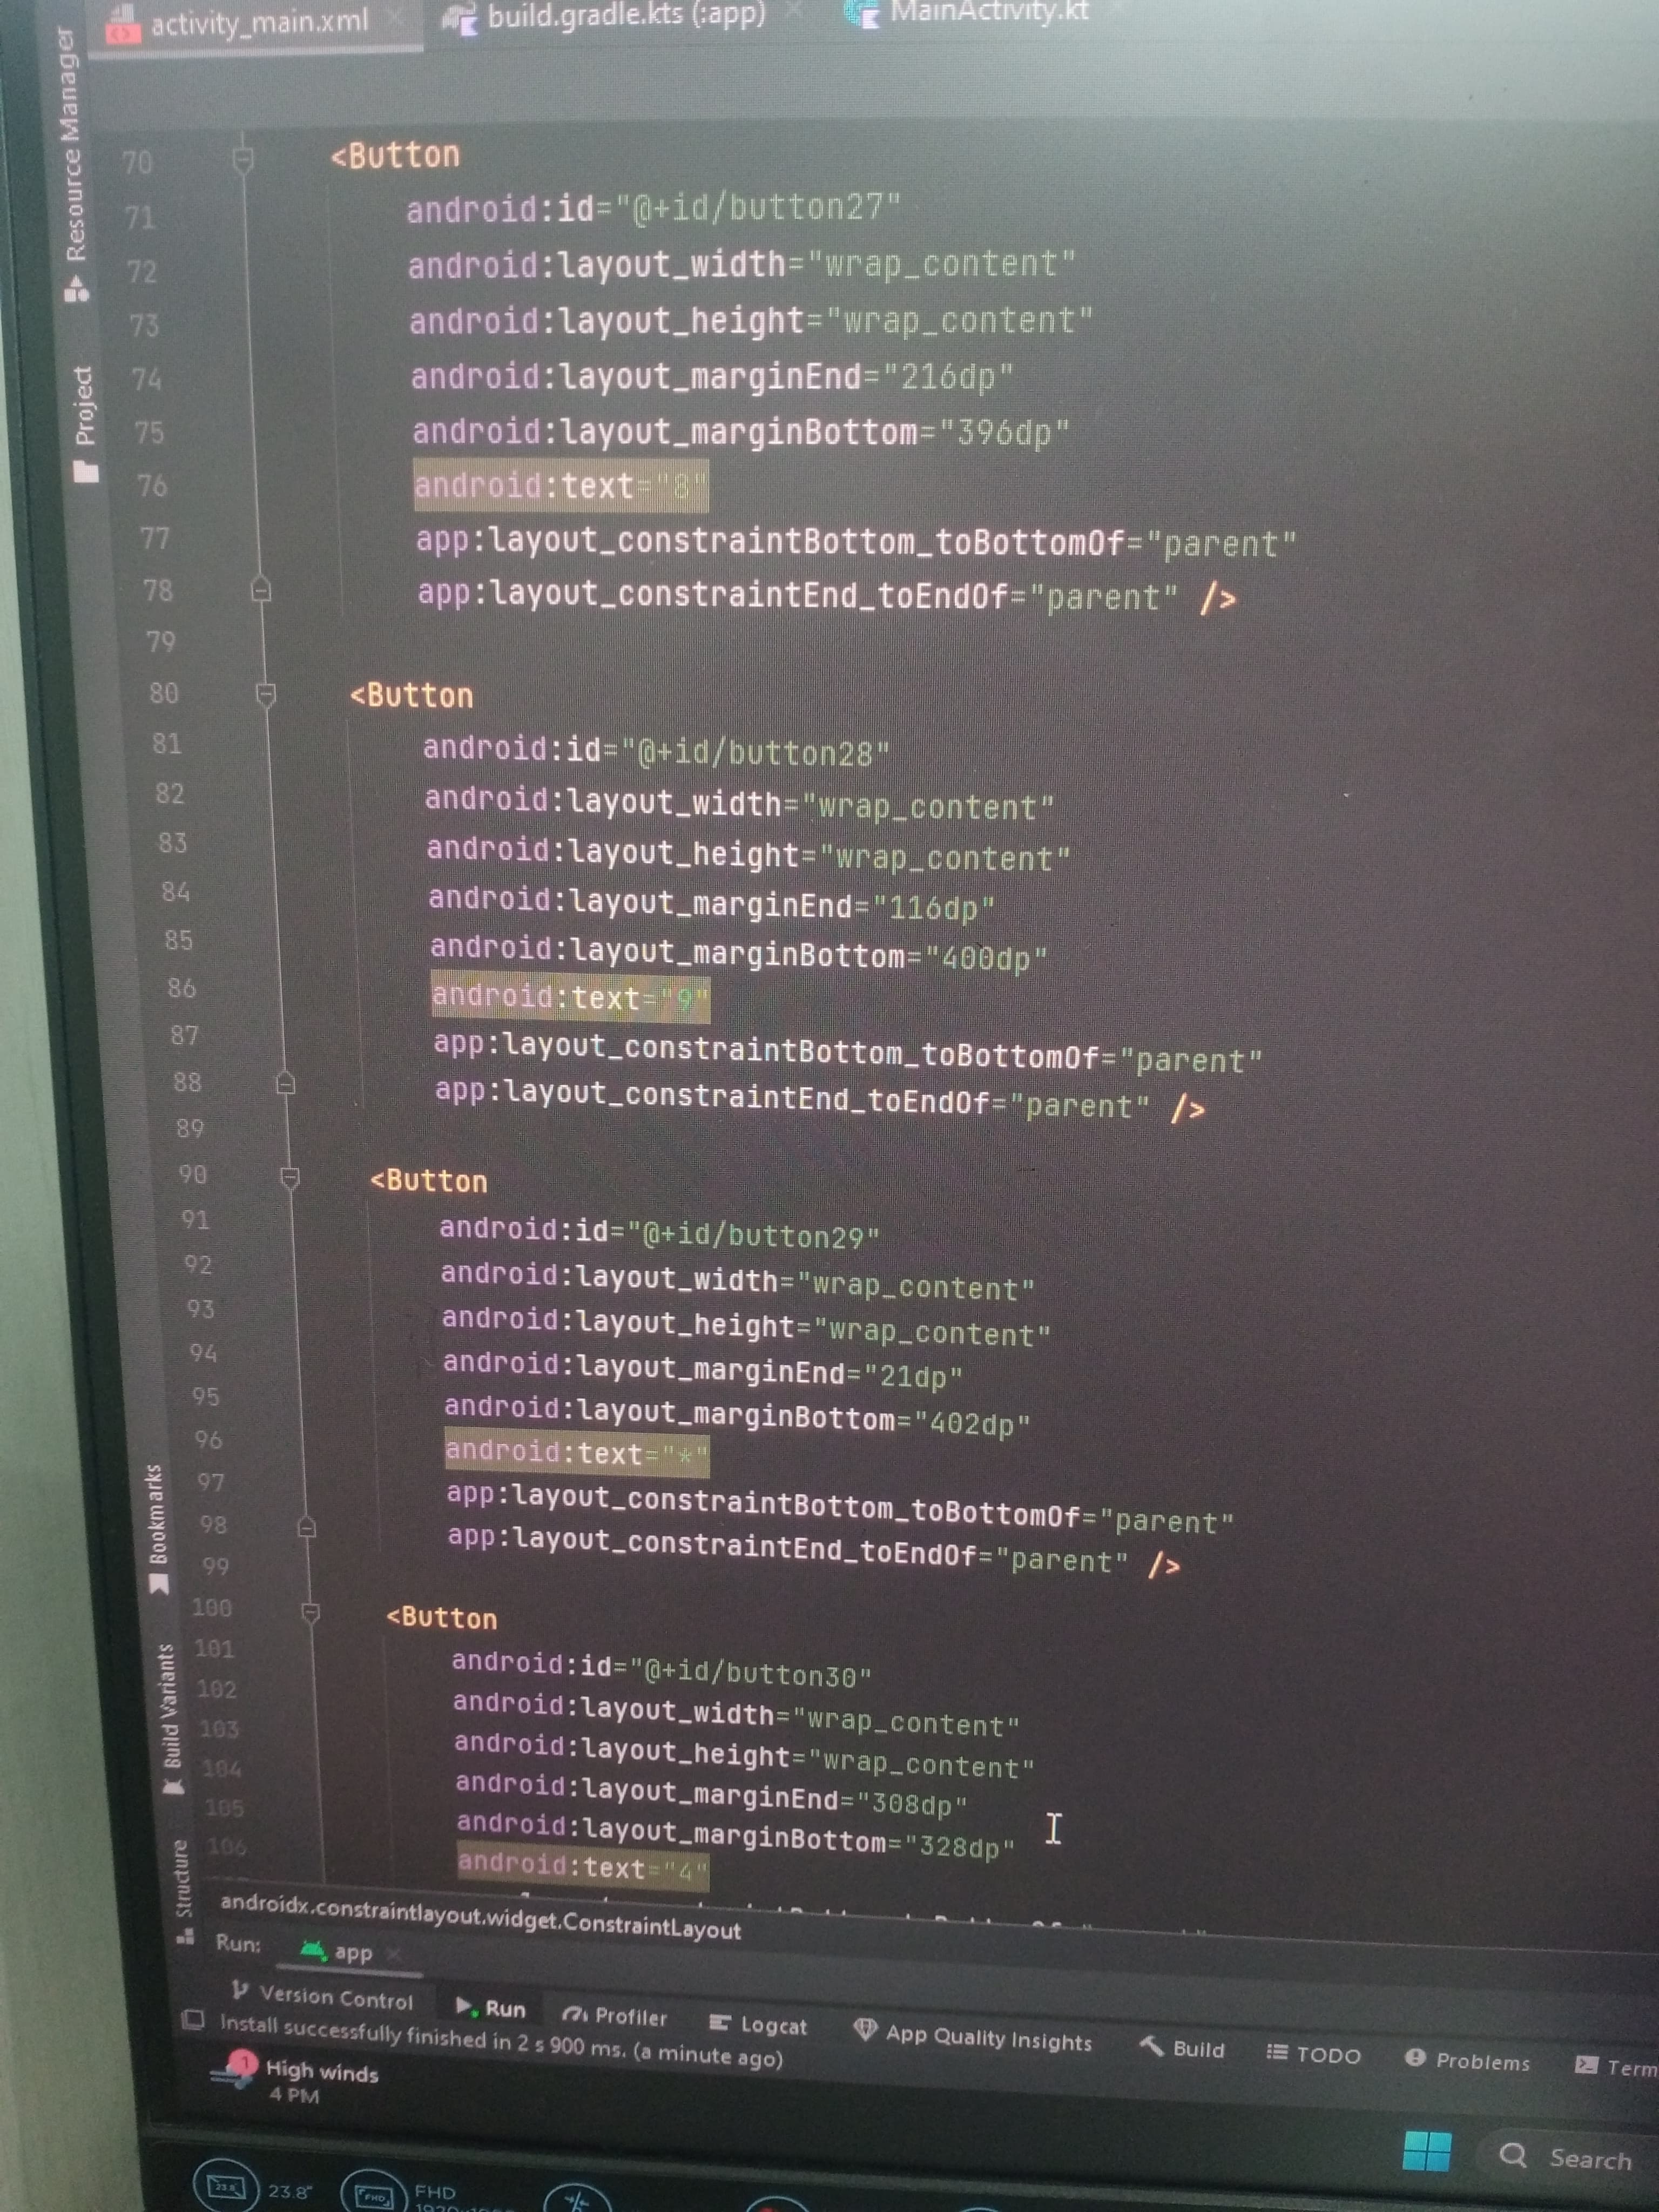 activity_main.xml
build.gradle.kts (:app)
MainActivity.kt
Resource Manager
Project
Bookmarks
Build Variants
Structure
70 <Button
71 android:id="@+id/button27"
72 android:layout_width="wrap_content"
73 android:layout_height="wrap_content"
74 android:layout_marginEnd="216dp"
75 android:layout_marginBottom="396dp"
76 android:text="8"
77 app:layout_constraintBottom_toBottomOf="parent"
78 app:layout_constraintEnd_toEndOf="parent" />
79
80 <Button
81 android:id="@+id/button28"
82 android:layout_width="wrap_content"
83 android:layout_height="wrap_content"
84 android:layout_marginEnd="116dp"
85 android:layout_marginBottom="400dp"
86 android:text="9"
87 app:layout_constraintBottom_toBottomOf="parent"
88 app:layout_constraintEnd_toEndOf="parent" />
89
90 <Button
91 android:id="@+id/button29"
92 android:layout_width="wrap_content"
93 android:layout_height="wrap_content"
94 android:layout_marginEnd="21dp"
95 android:layout_marginBottom="402dp"
96 android:text="*"
97 app:layout_constraintBottom_toBottomOf="parent"
98 app:layout_constraintEnd_toEndOf="parent" />
99
100 <Button
101 android:id="@+id/button30"
102 android:layout_width="wrap_content"
103 android:layout_height="wrap_content"
104 android:layout_marginEnd="308dp"
105 android:layout_marginBottom="328dp"
106 android:text="4"
androidx.constraintlayout.widget.ConstraintLayout
Run: app
Version Control Run Profiler Logcat App Quality Insights Build TODO Problems Term
Install successfully finished in 2 s 900 ms. (a minute ago)
1
High winds
4 PM
Search
23.8"
FHD